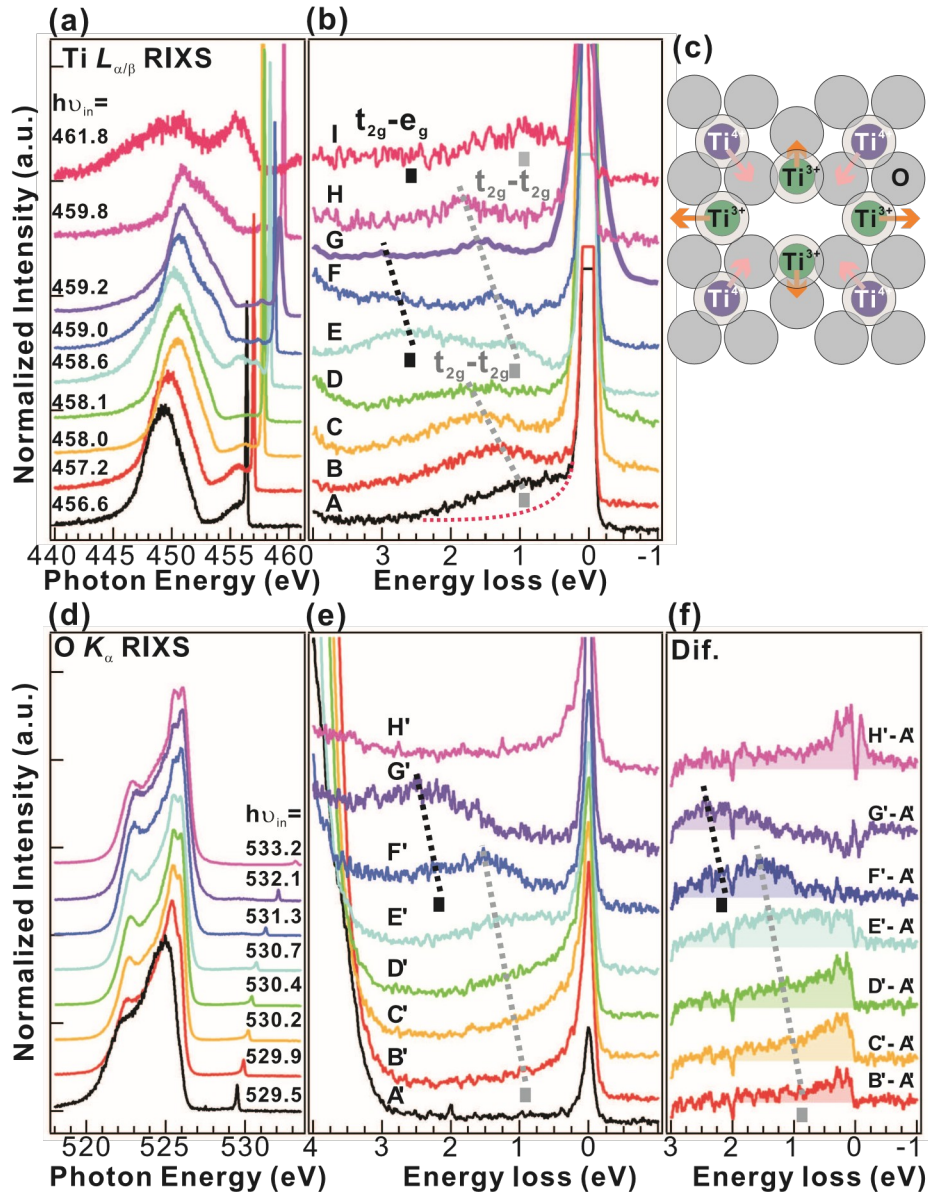 (a)
Ti Lα/β RIXS
hυin=
461.8
459.8
459.2
459.0
458.6
458.1
458.0
457.2
456.6
Normalized Intensity (a.u.)
440 445 450 455 460
Photon Energy (eV)
(b)
I
t2g-eg
H
t2g-t2g
G
F
E
t2g-t2g
D
C
B
A
4 3 2 1 0 -1
Energy loss (eV)
(c)
Ti4+ Ti4+
Ti3+ O
Ti3+ Ti3+
Ti3+
Ti4+ Ti4+
(d)
O Kα RIXS
hυin=
533.2
532.1
531.3
530.7
530.4
530.2
529.9
529.5
Normalized Intensity (a.u.)
520 525 530
Photon Energy (eV)
(e)
H'
G'
F'
E'
D'
C'
B'
A'
4 3 2 1 0
Energy loss (eV)
(f)
Dif.
H'-A'
G'-A'
F'-A'
E'-A'
D'-A'
C'-A'
B'-A'
3 2 1 0 -1
Energy loss (eV)